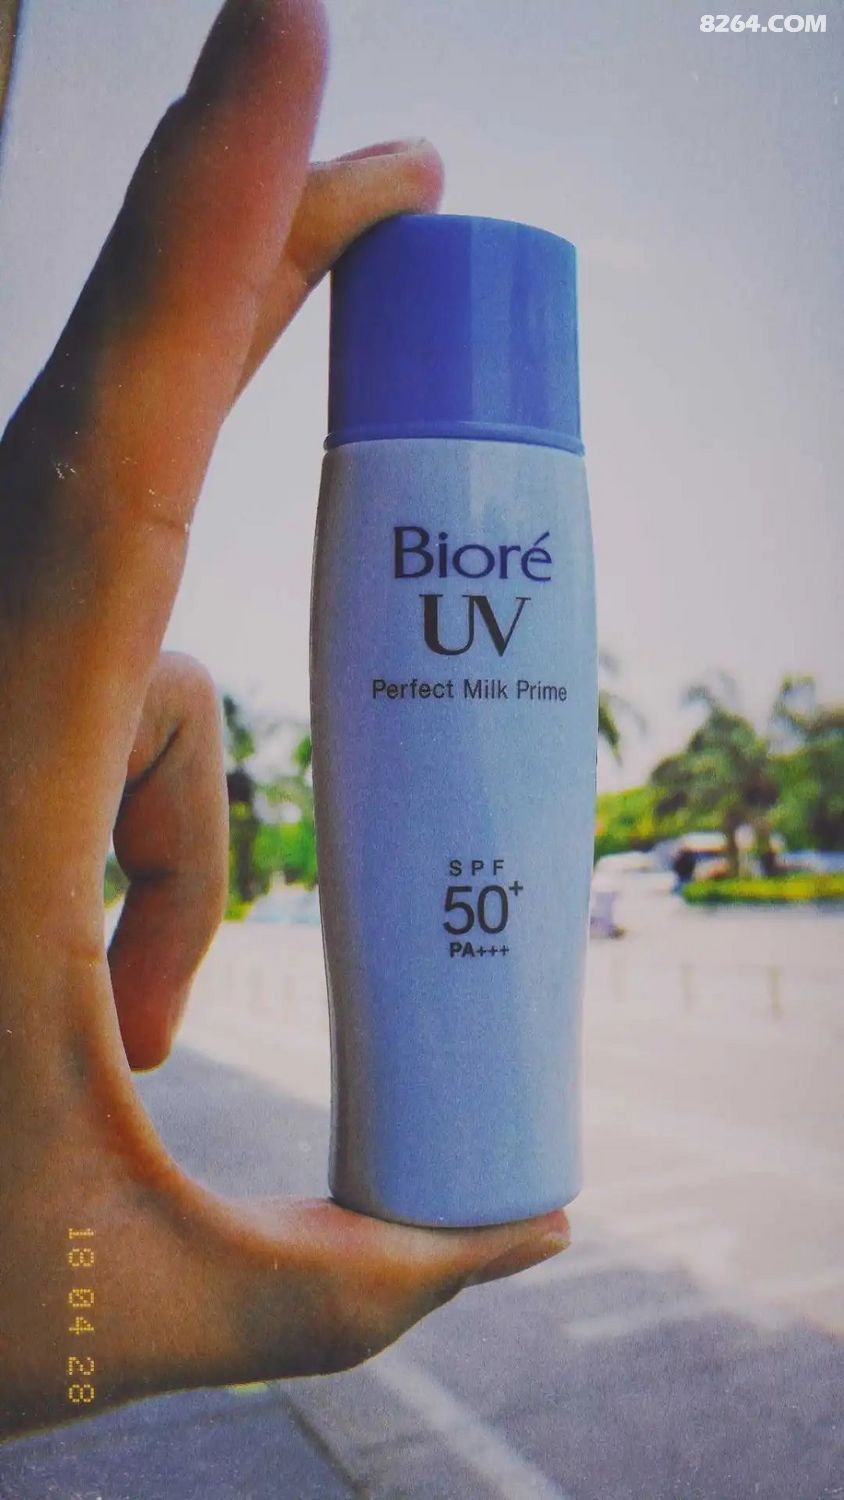 8264.COM
Bioré
UV
Perfect Milk Prime
SPF
50+
PA+++
18 04 28